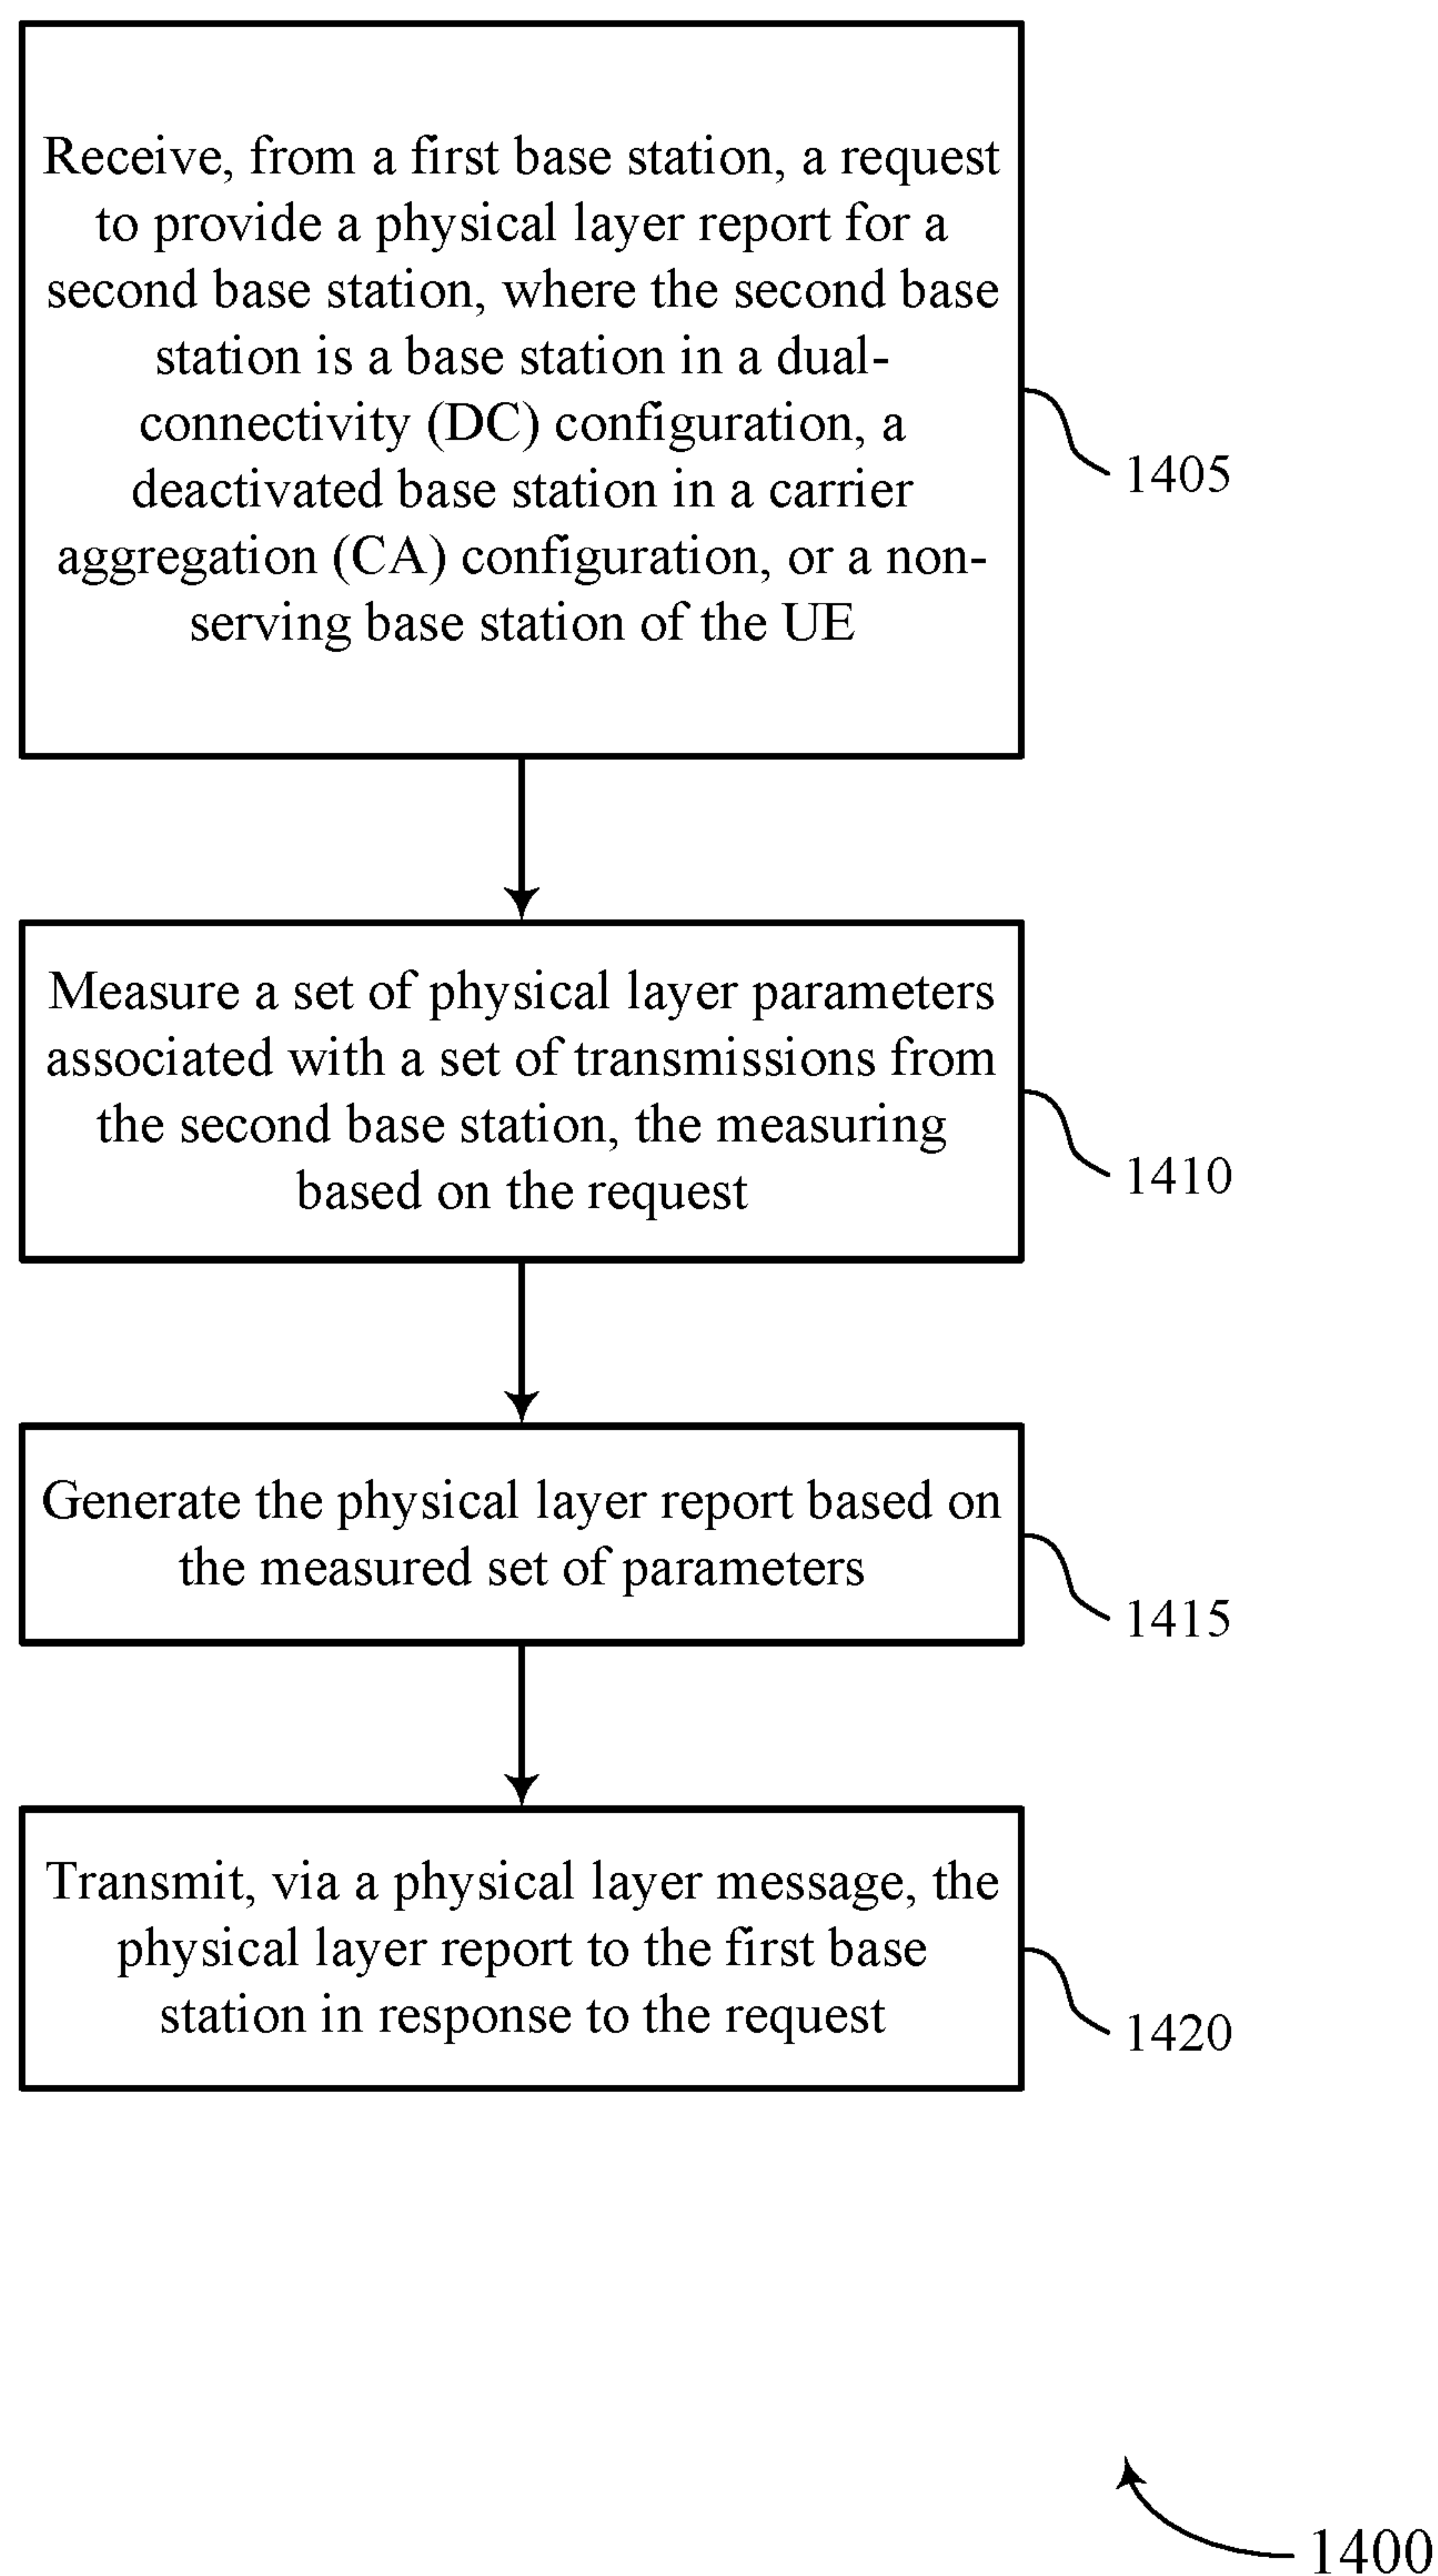 Receive, from a first base station, a request
to provide a physical layer report for a
second base station, where the second base
station is a base station in a dual-
connectivity (DC) configuration, a
deactivated base station in a carrier
aggregation (CA) configuration, or a non-
serving base station of the UE
1405
Measure a set of physical layer parameters
associated with a set of transmissions from
the second base station, the measuring
based on the request
1410
Generate the physical layer report based on
the measured set of parameters
1415
Transmit, via a physical layer message, the
physical layer report to the first base
station in response to the request
1420
1400